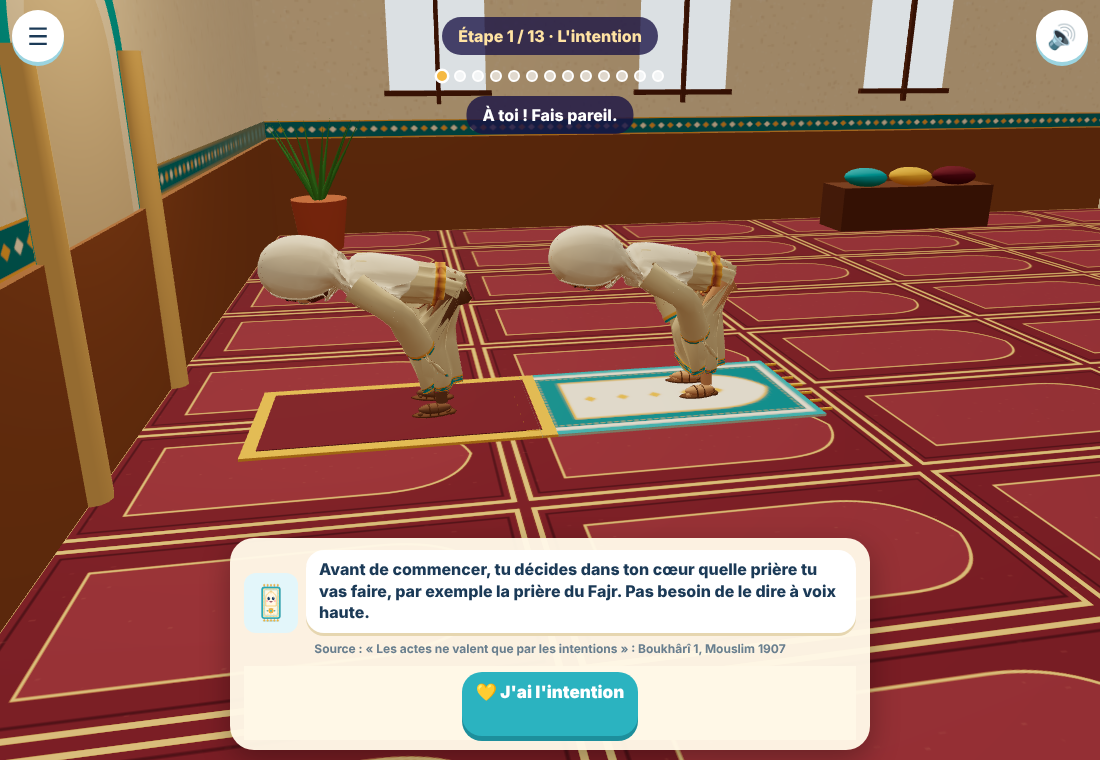 Étape 1 / 13 · L'intention
À toi ! Fais pareil.
Avant de commencer, tu décides dans ton cœur quelle prière tu
vas faire, par exemple la prière du Fajr. Pas besoin de le dire à voix
haute.
Source : « Les actes ne valent que par les intentions » : Boukhârî 1, Mouslim 1907
💛 J'ai l'intention